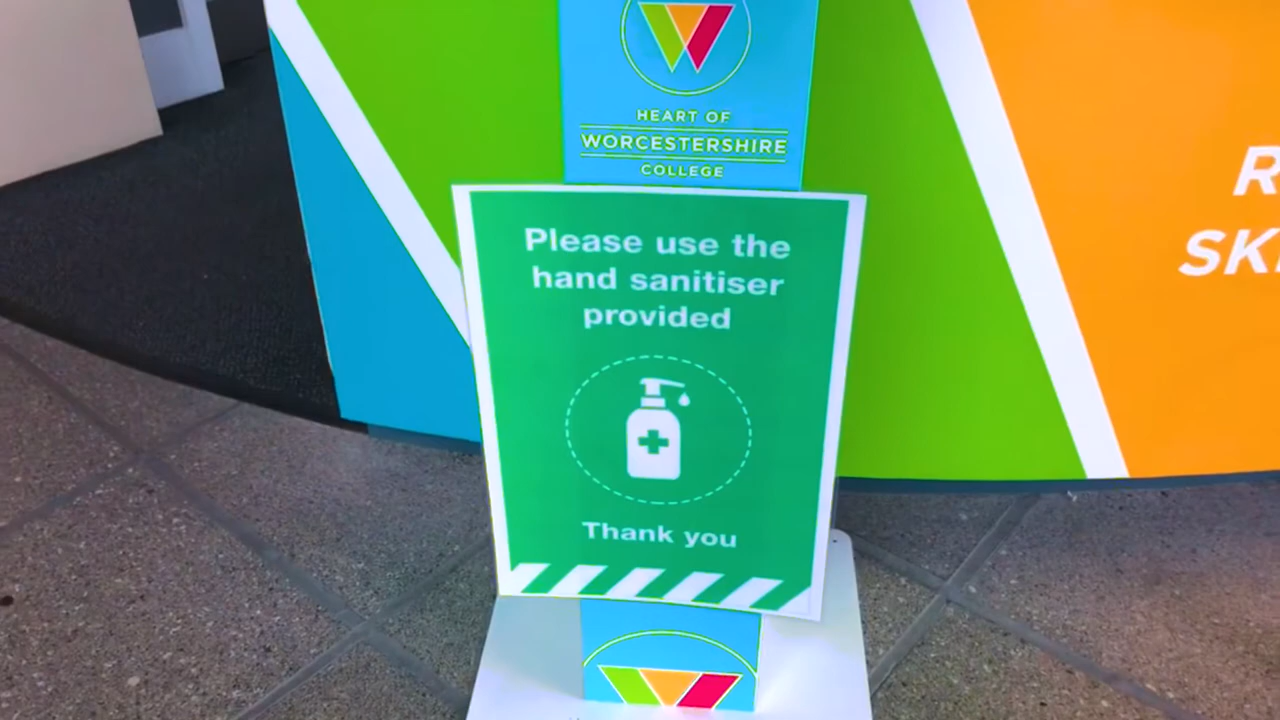 HEART OF
WORCESTERSHIRE
COLLEGE
Please use the
hand sanitiser
provided
Thank you